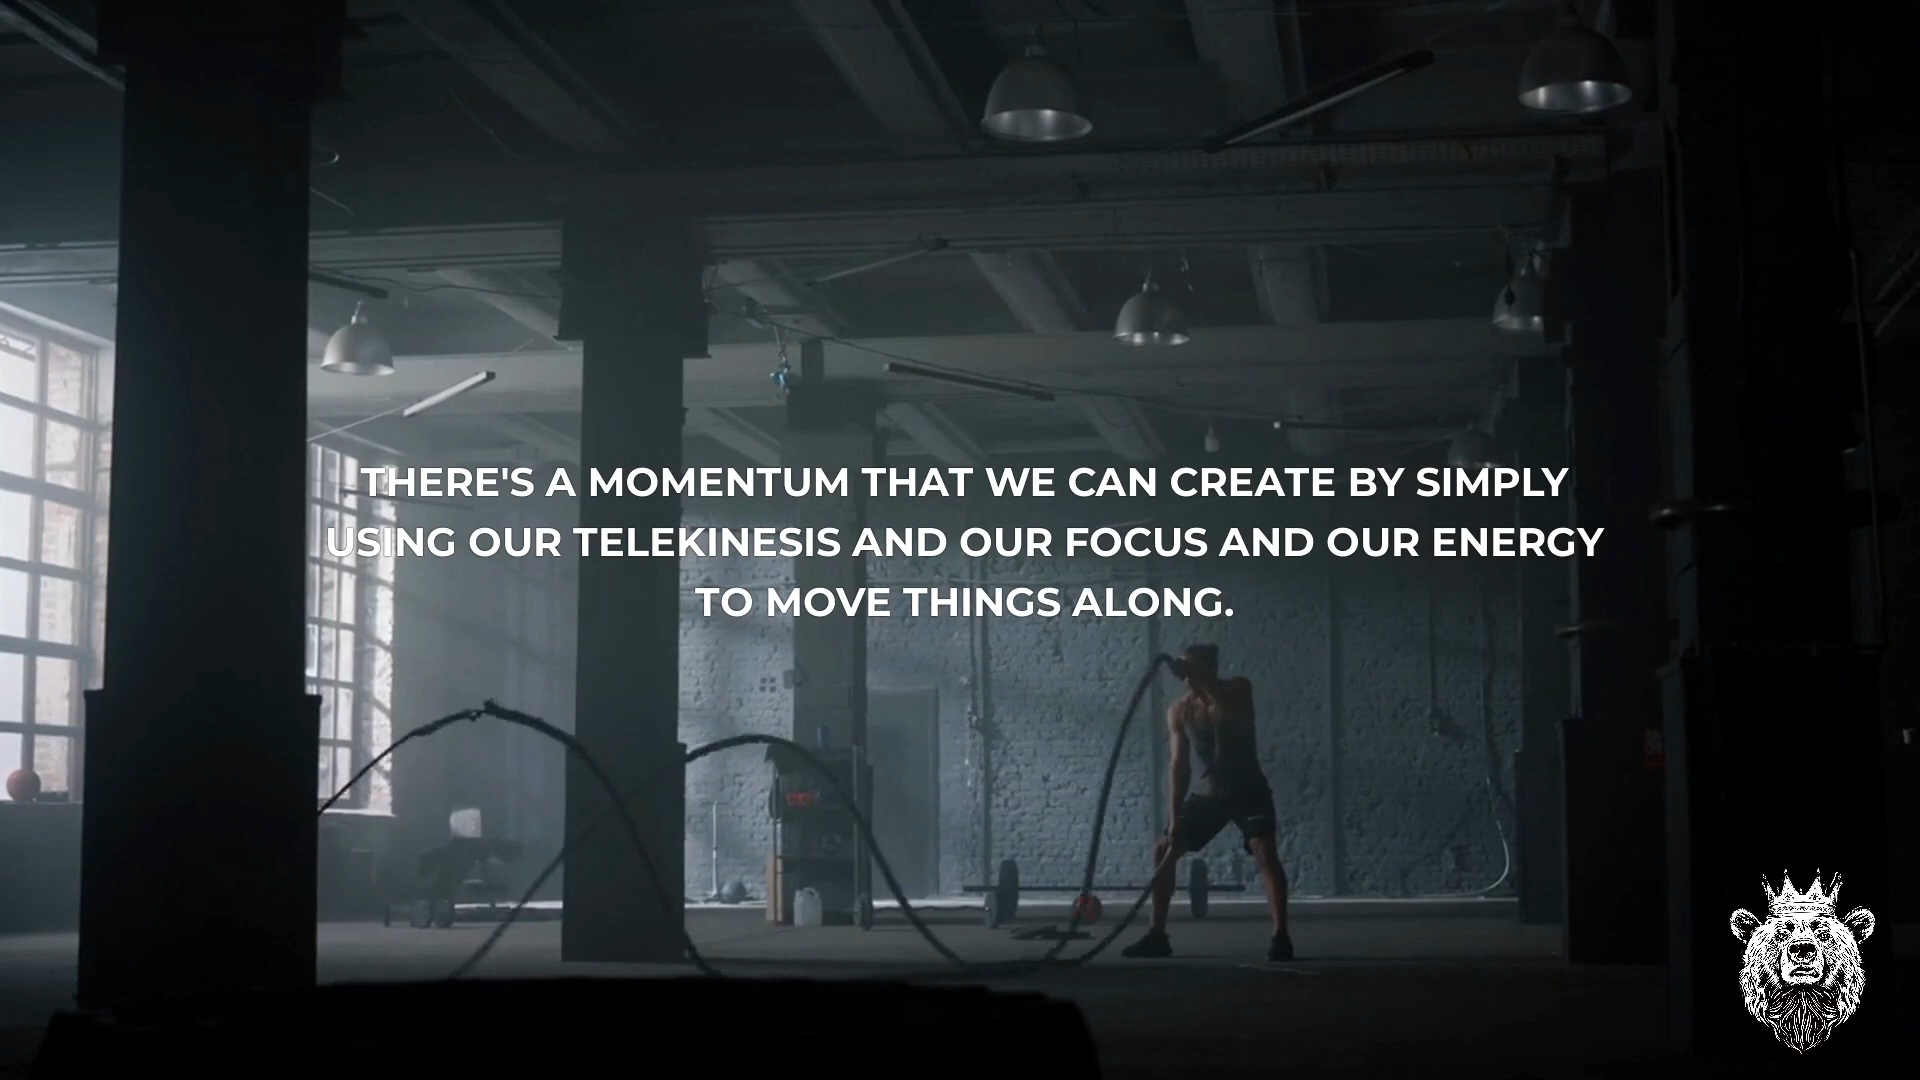 THERE'S A MOMENTUM THAT WE CAN CREATE BY SIMPLY
USING OUR TELEKINESIS AND OUR FOCUS AND OUR ENERGY
TO MOVE THINGS ALONG.